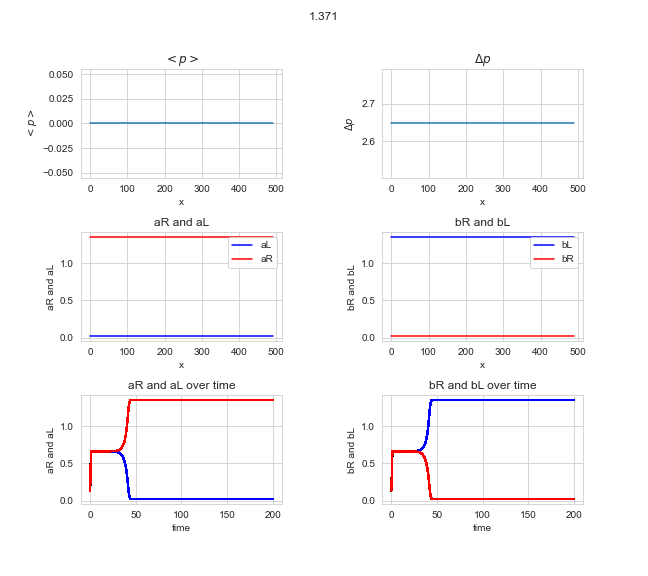 1.371
< p >
Δp
0.050
0.025
0.000
−0.025
−0.050
< p >
0 100 200 300 400 500
x
2.7
2.6
Δp
0 100 200 300 400 500
x
aR and aL
bR and bL
1.0
0.5
0.0
aR and aL
aL
aR
0 100 200 300 400 500
x
1.0
0.5
0.0
bR and bL
bL
bR
0 100 200 300 400 500
x
aR and aL over time
bR and bL over time
1.0
0.5
0.0
aR and aL
0 50 100 150 200
time
1.0
0.5
0.0
bR and bL
0 50 100 150 200
time